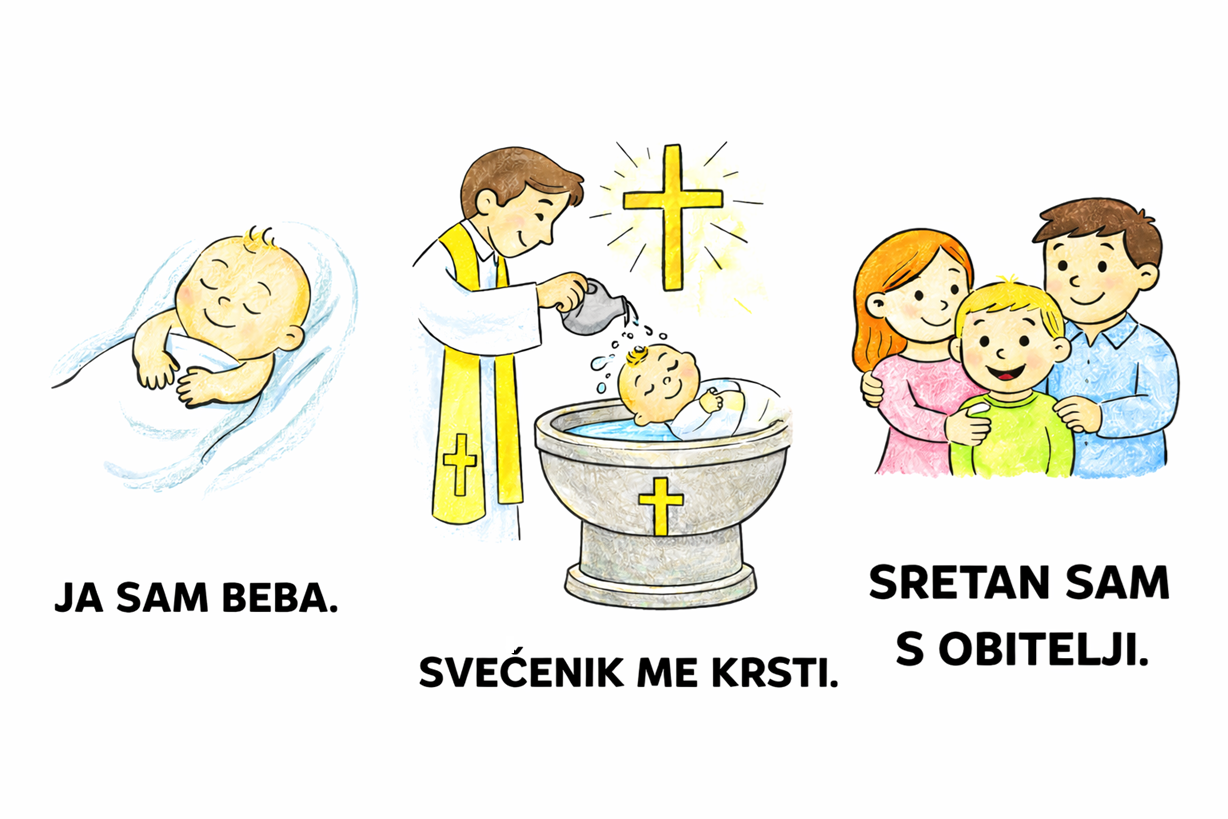 JA SAM BEBA.
SVEĆENIK ME KRSTI.
SRETAN SAM
S OBITELJI.